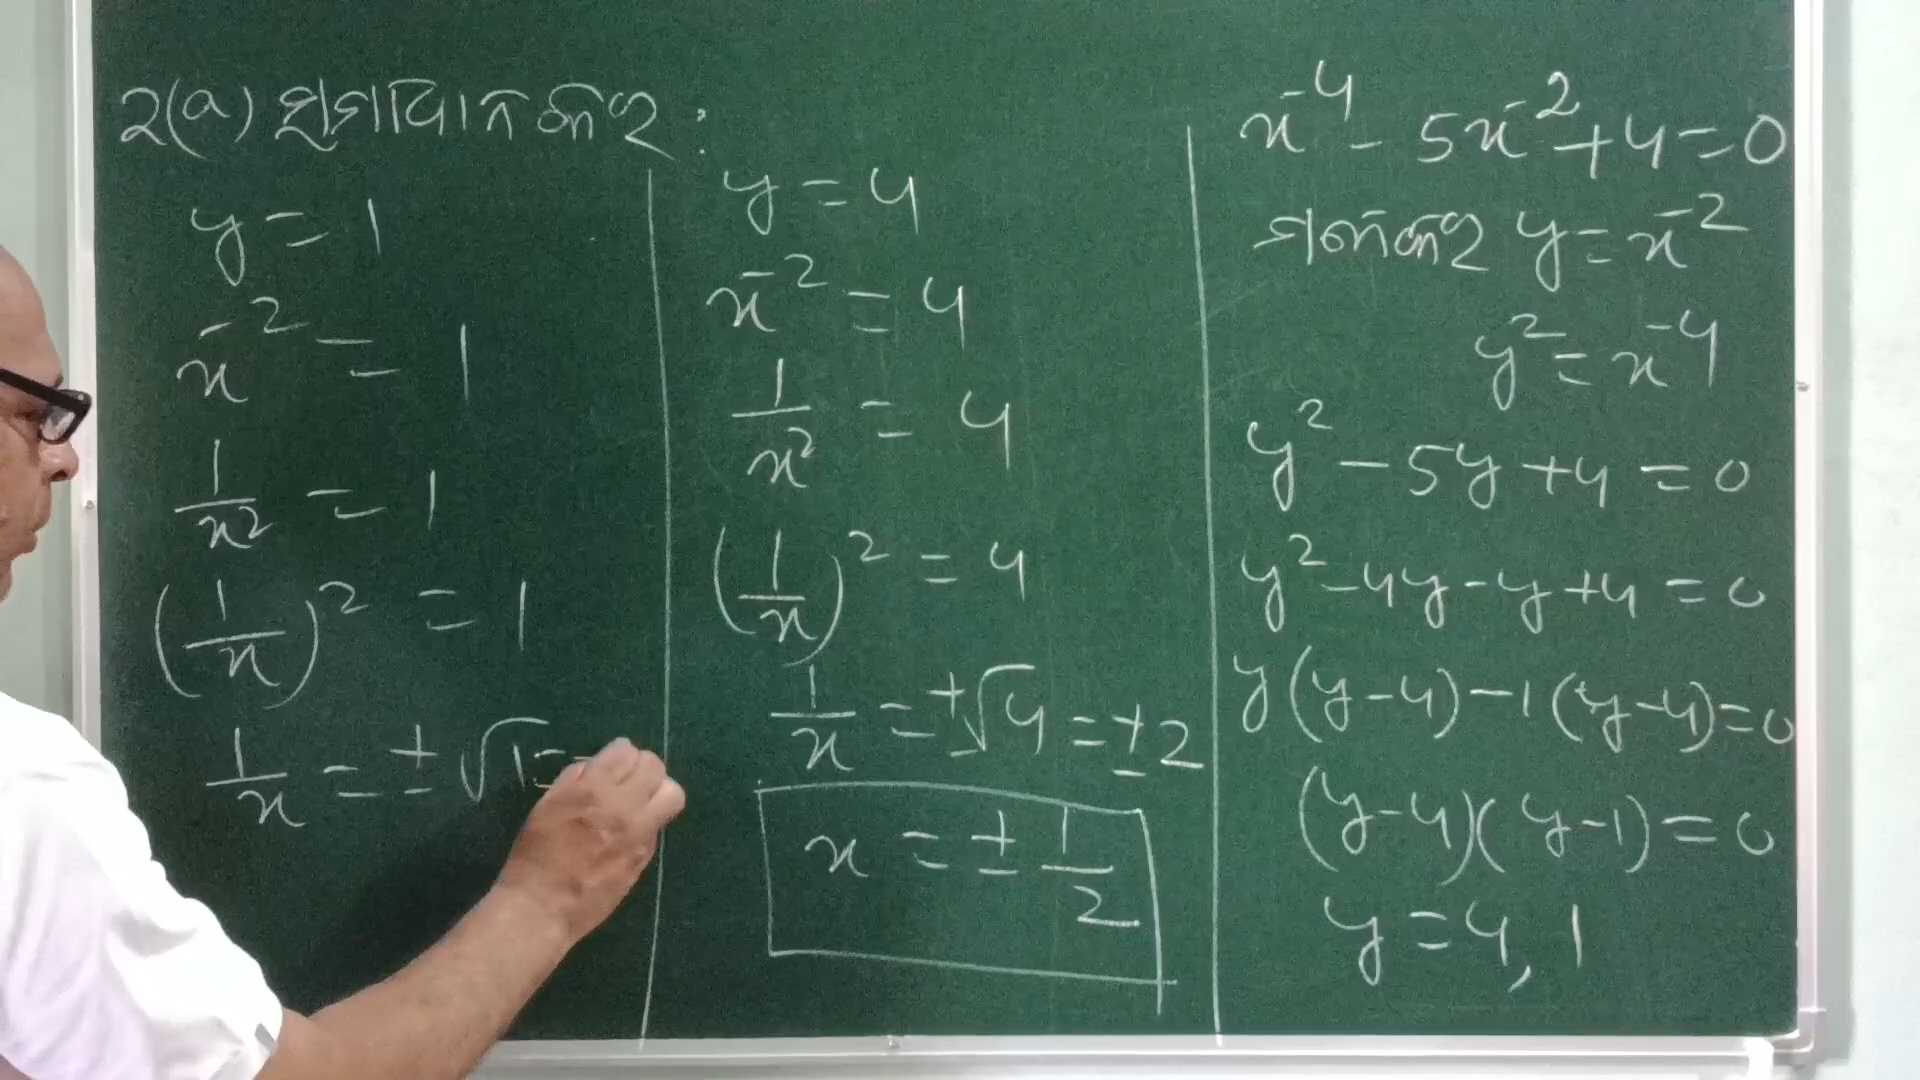 2(a) ସମାଧାନ କର :
y = 1
x⁻² = 1
1/x² = 1
(1/x)² = 1
1/x = ± √1 =
y = 4
x⁻² = 4
1/x² = 4
(1/x)² = 4
1/x = ±√4 = ±2
x = ± 1/2
x⁻⁴ - 5x⁻² + 4 = 0
ମନେକର y = x⁻²
y² = x⁻⁴
y² - 5y + 4 = 0
y² - 4y - y + 4 = 0
y(y-4) - 1(y-4) = 0
(y-4)(y-1) = 0
y = 4, 1